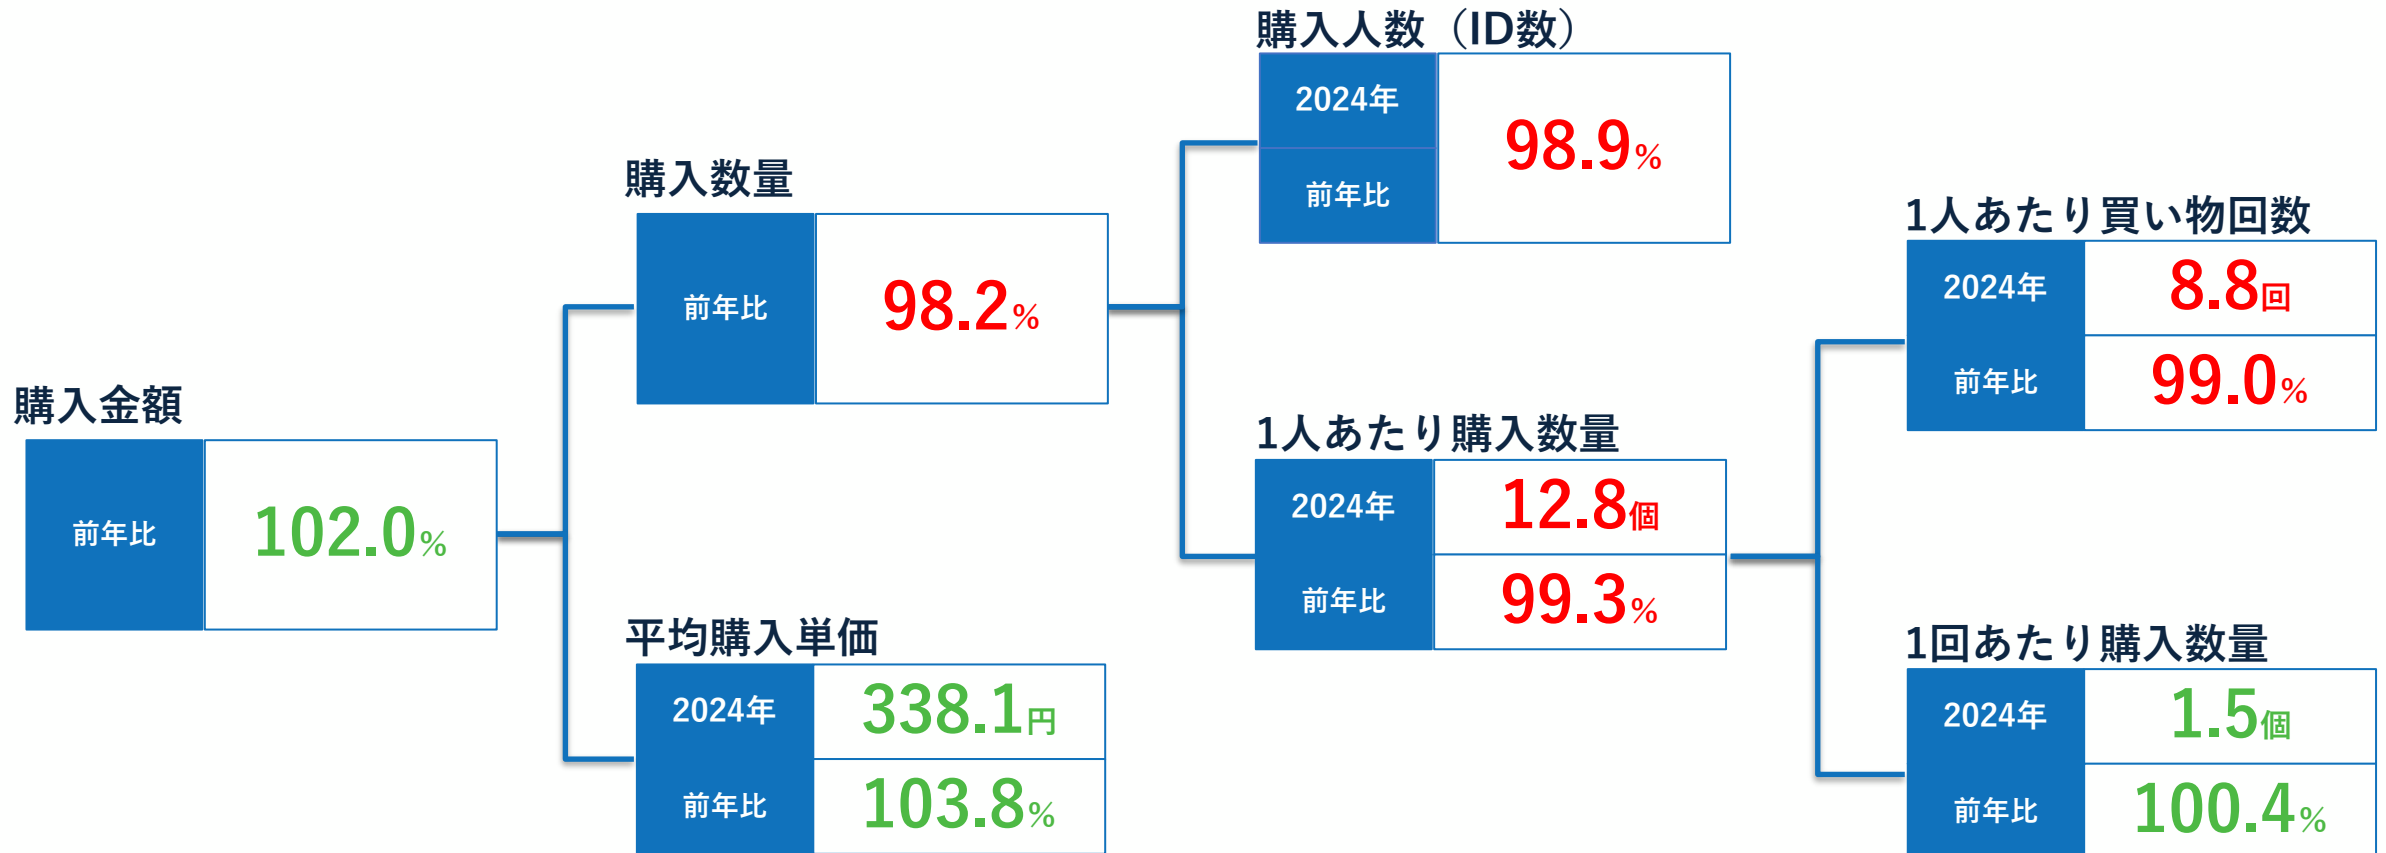 購入金額
前年比
102.0%
購入数量
前年比
98.2%
平均購入単価
2024年
338.1円
前年比
103.8%
購入人数（ID数）
2024年
前年比
98.9%
1人あたり購入数量
2024年
12.8個
前年比
99.3%
1人あたり買い物回数
2024年
8.8回
前年比
99.0%
1回あたり購入数量
2024年
1.5個
前年比
100.4%